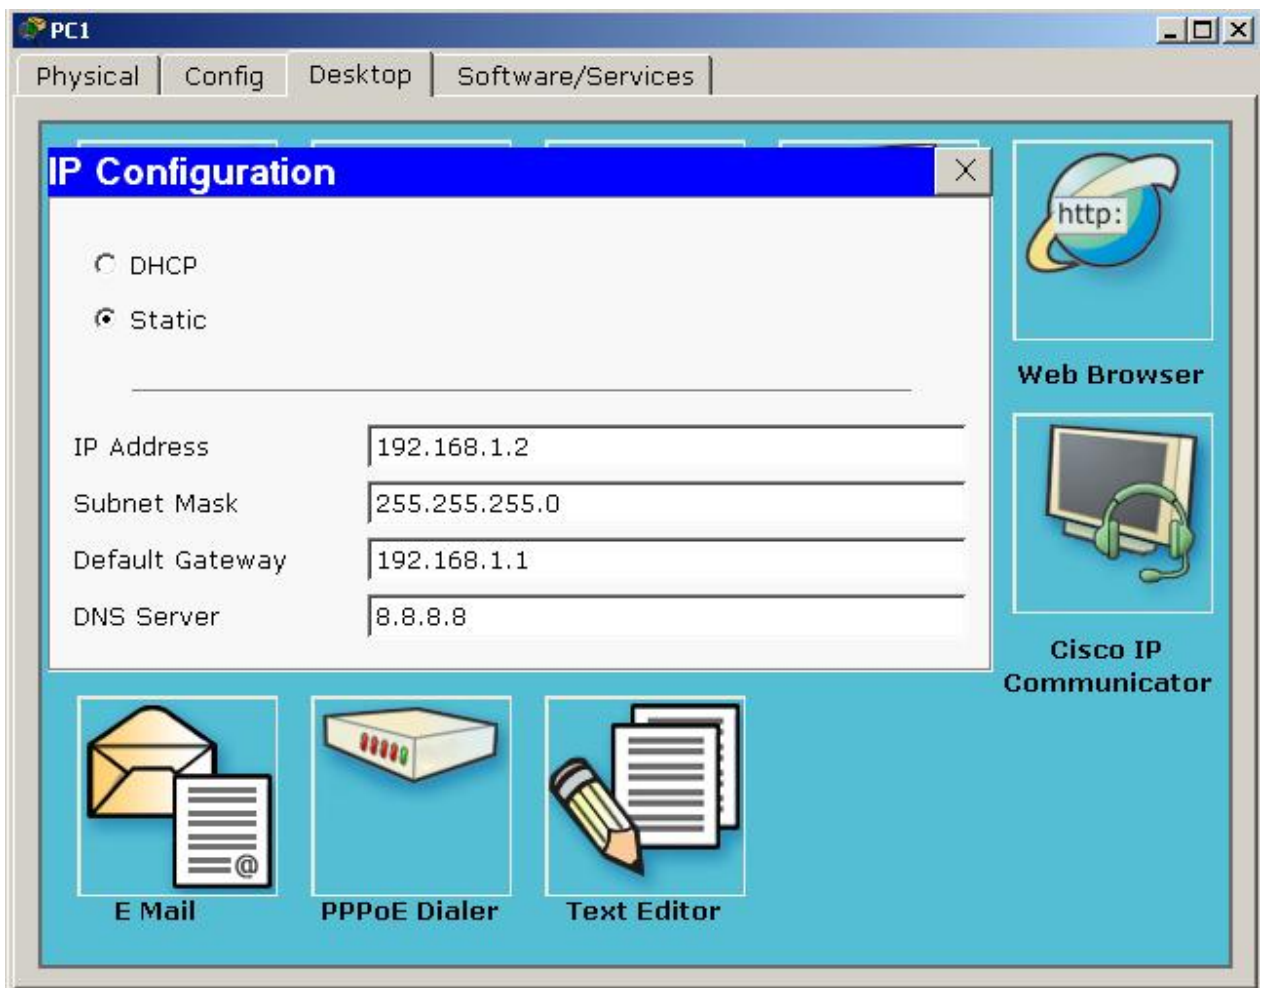 PC1
Physical Config Desktop Software/Services
IP Configuration
http:
DHCP
Static
Web Browser
IP Address 192.168.1.2
Subnet Mask 255.255.255.0
Default Gateway 192.168.1.1
DNS Server 8.8.8.8
Cisco IP
Communicator
@
E Mail PPPoE Dialer Text Editor